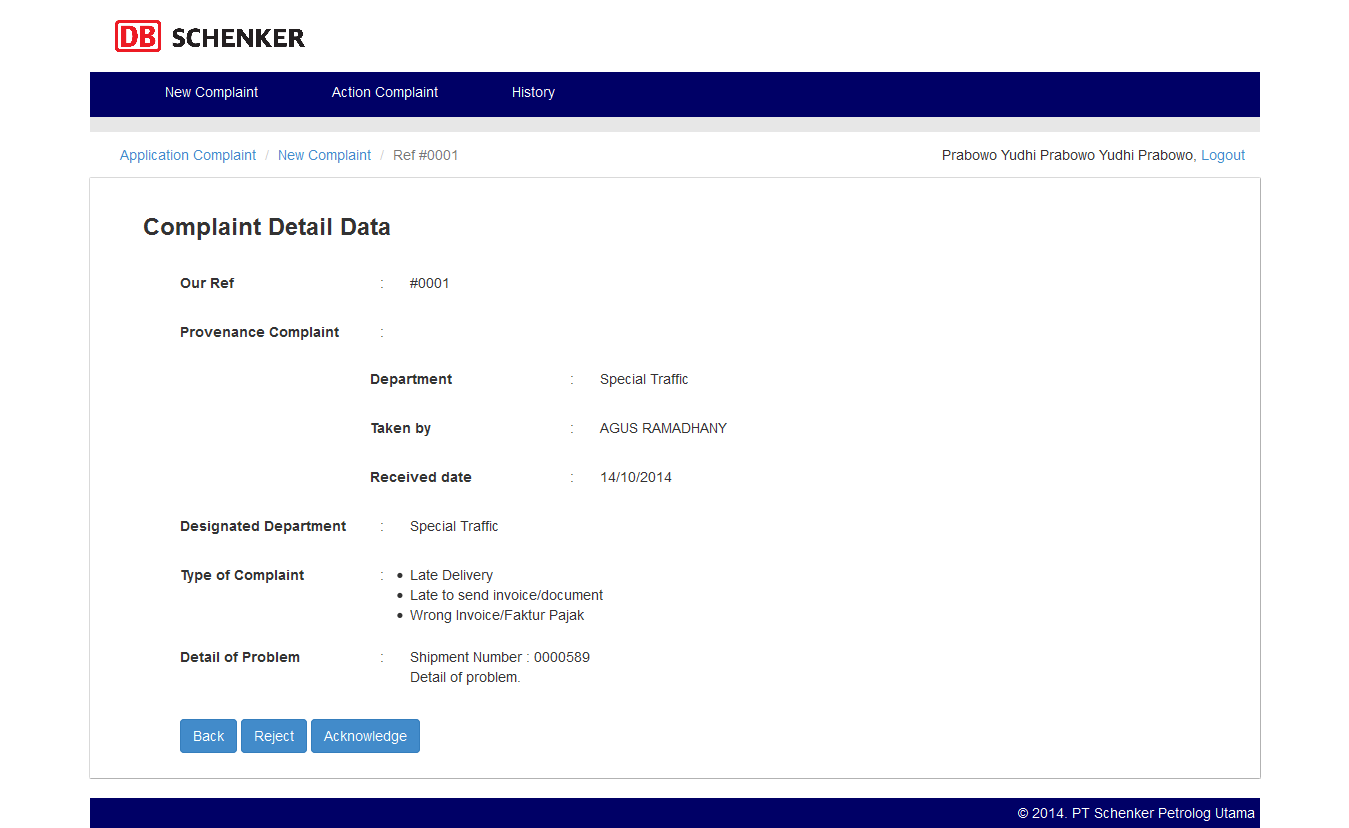 DB SCHENKER
New Complaint Action Complaint History
Application Complaint / New Complaint / Ref #0001 Prabowo Yudhi Prabowo Yudhi Prabowo, Logout
Complaint Detail Data
Our Ref : #0001
Provenance Complaint :
Department : Special Traffic
Taken by : AGUS RAMADHANY
Received date : 14/10/2014
Designated Department : Special Traffic
Type of Complaint : • Late Delivery
• Late to send invoice/document
• Wrong Invoice/Faktur Pajak
Detail of Problem : Shipment Number : 0000589
Detail of problem.
Back Reject Acknowledge
© 2014. PT Schenker Petrolog Utama